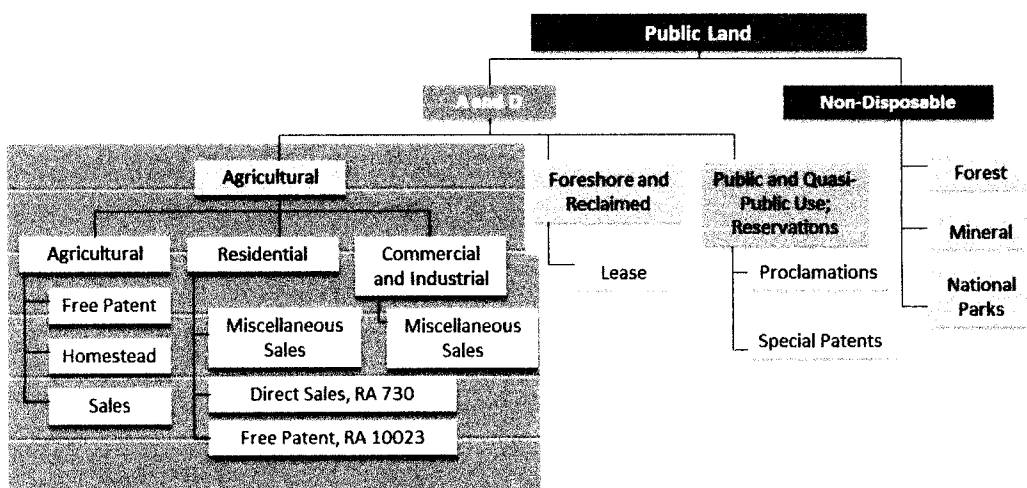 Public Land
A and D
Non-Disposable
Agricultural
Foreshore and
Reclaimed
Public and Quasi-
Public Use;
Reservations
Forest
Mineral
National
Parks
Agricultural
Residential
Commercial
and Industrial
Lease
Proclamations
Special Patents
Free Patent
Homestead
Sales
Miscellaneous
Sales
Direct Sales, RA 730
Free Patent, RA 10023
Miscellaneous
Sales